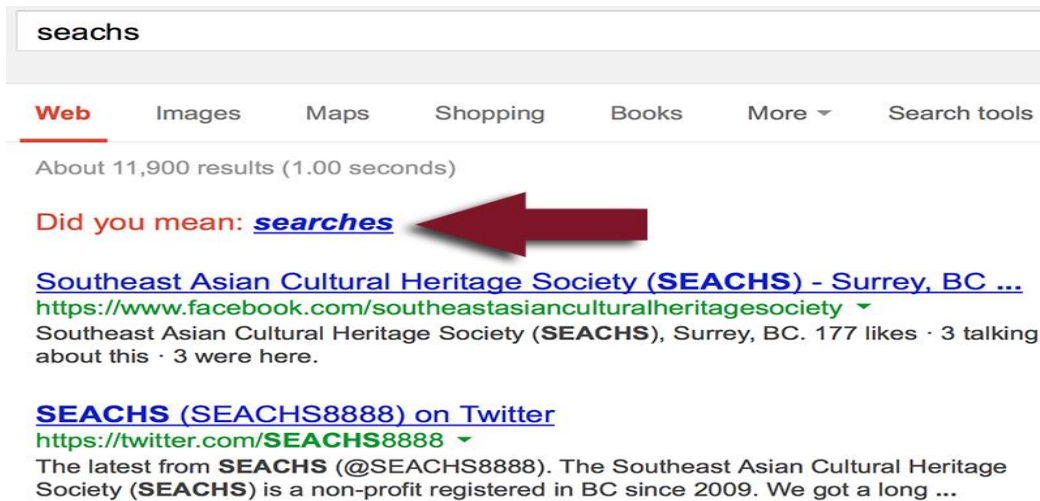 seachs
Web Images Maps Shopping Books More Search tools
About 11,900 results (1.00 seconds)
Did you mean: searches
Southeast Asian Cultural Heritage Society (SEACHS) - Surrey, BC ...
https://www.facebook.com/southeastasianculturalheritagesociety
Southeast Asian Cultural Heritage Society (SEACHS), Surrey, BC. 177 likes · 3 talking
about this · 3 were here.
SEACHS (SEACHS8888) on Twitter
https://twitter.com/SEACHS8888
The latest from SEACHS (@SEACHS8888). The Southeast Asian Cultural Heritage
Society (SEACHS) is a non-profit registered in BC since 2009. We got a long ...